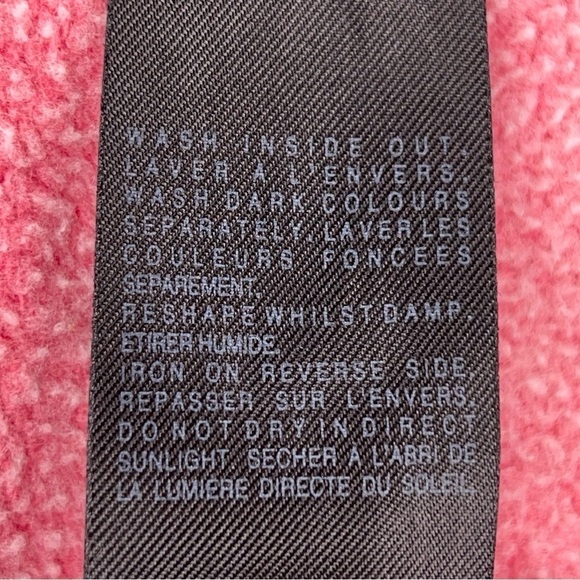 WASH INSIDE OUT.
LAVER A L'ENVERS.
WASH DARK COLOURS
SEPARATELY. LAVER LES
COULEURS FONCEES
SEPAREMENT.
RESHAPE WHILST DAMP.
ETIRER HUMIDE.
IRON ON REVERSE SIDE.
REPASSER SUR L'ENVERS.
DO NOT DRY IN DIRECT
SUNLIGHT. SECHER A L'ABRI DE
LA LUMIERE DIRECTE DU SOLEIL.